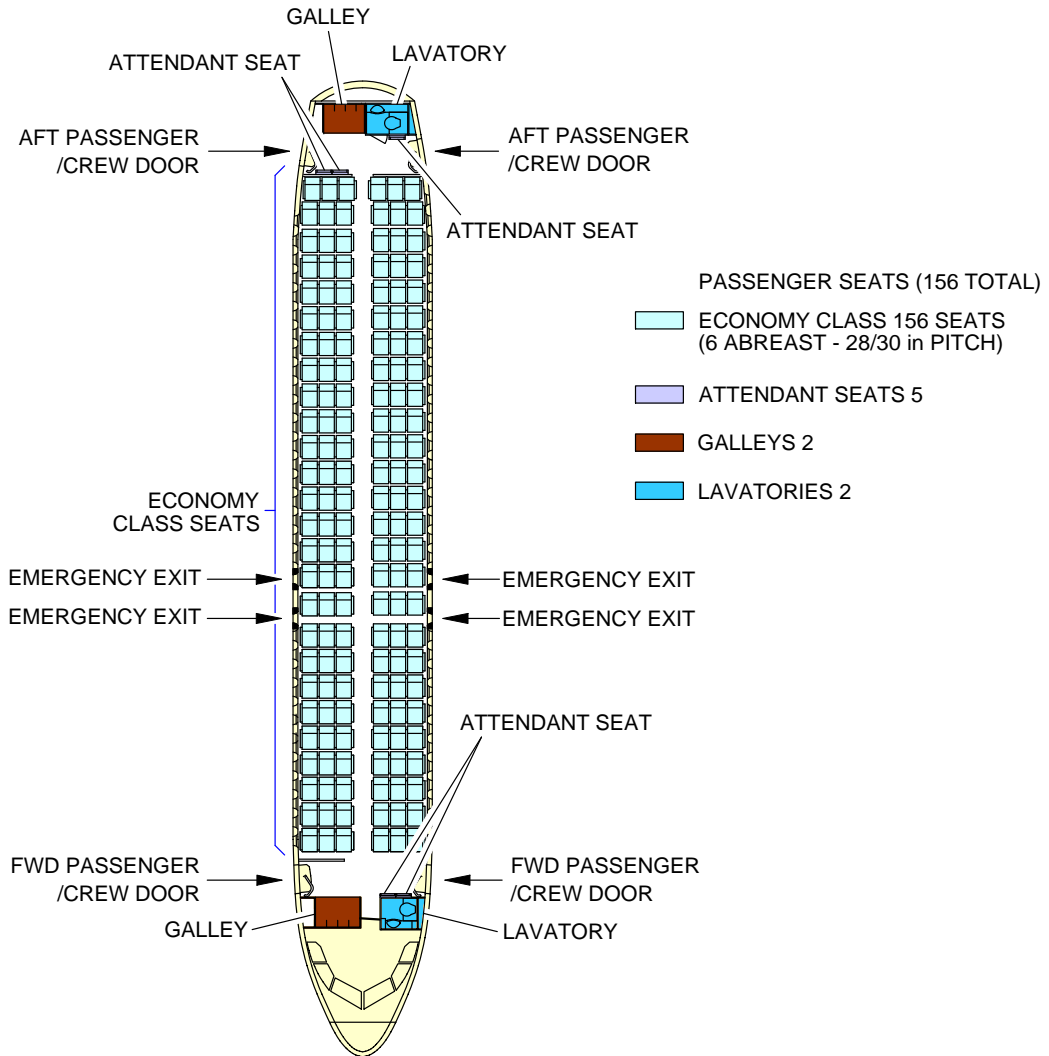 GALLEY
ATTENDANT SEAT
LAVATORY
AFT PASSENGER
/CREW DOOR
AFT PASSENGER
/CREW DOOR
ATTENDANT SEAT
PASSENGER SEATS (156 TOTAL)
ECONOMY CLASS 156 SEATS
(6 ABREAST - 28/30 in PITCH)
ATTENDANT SEATS 5
GALLEYS 2
LAVATORIES 2
ECONOMY
CLASS SEATS
EMERGENCY EXIT
EMERGENCY EXIT
EMERGENCY EXIT
EMERGENCY EXIT
ATTENDANT SEAT
FWD PASSENGER
/CREW DOOR
FWD PASSENGER
/CREW DOOR
GALLEY
LAVATORY